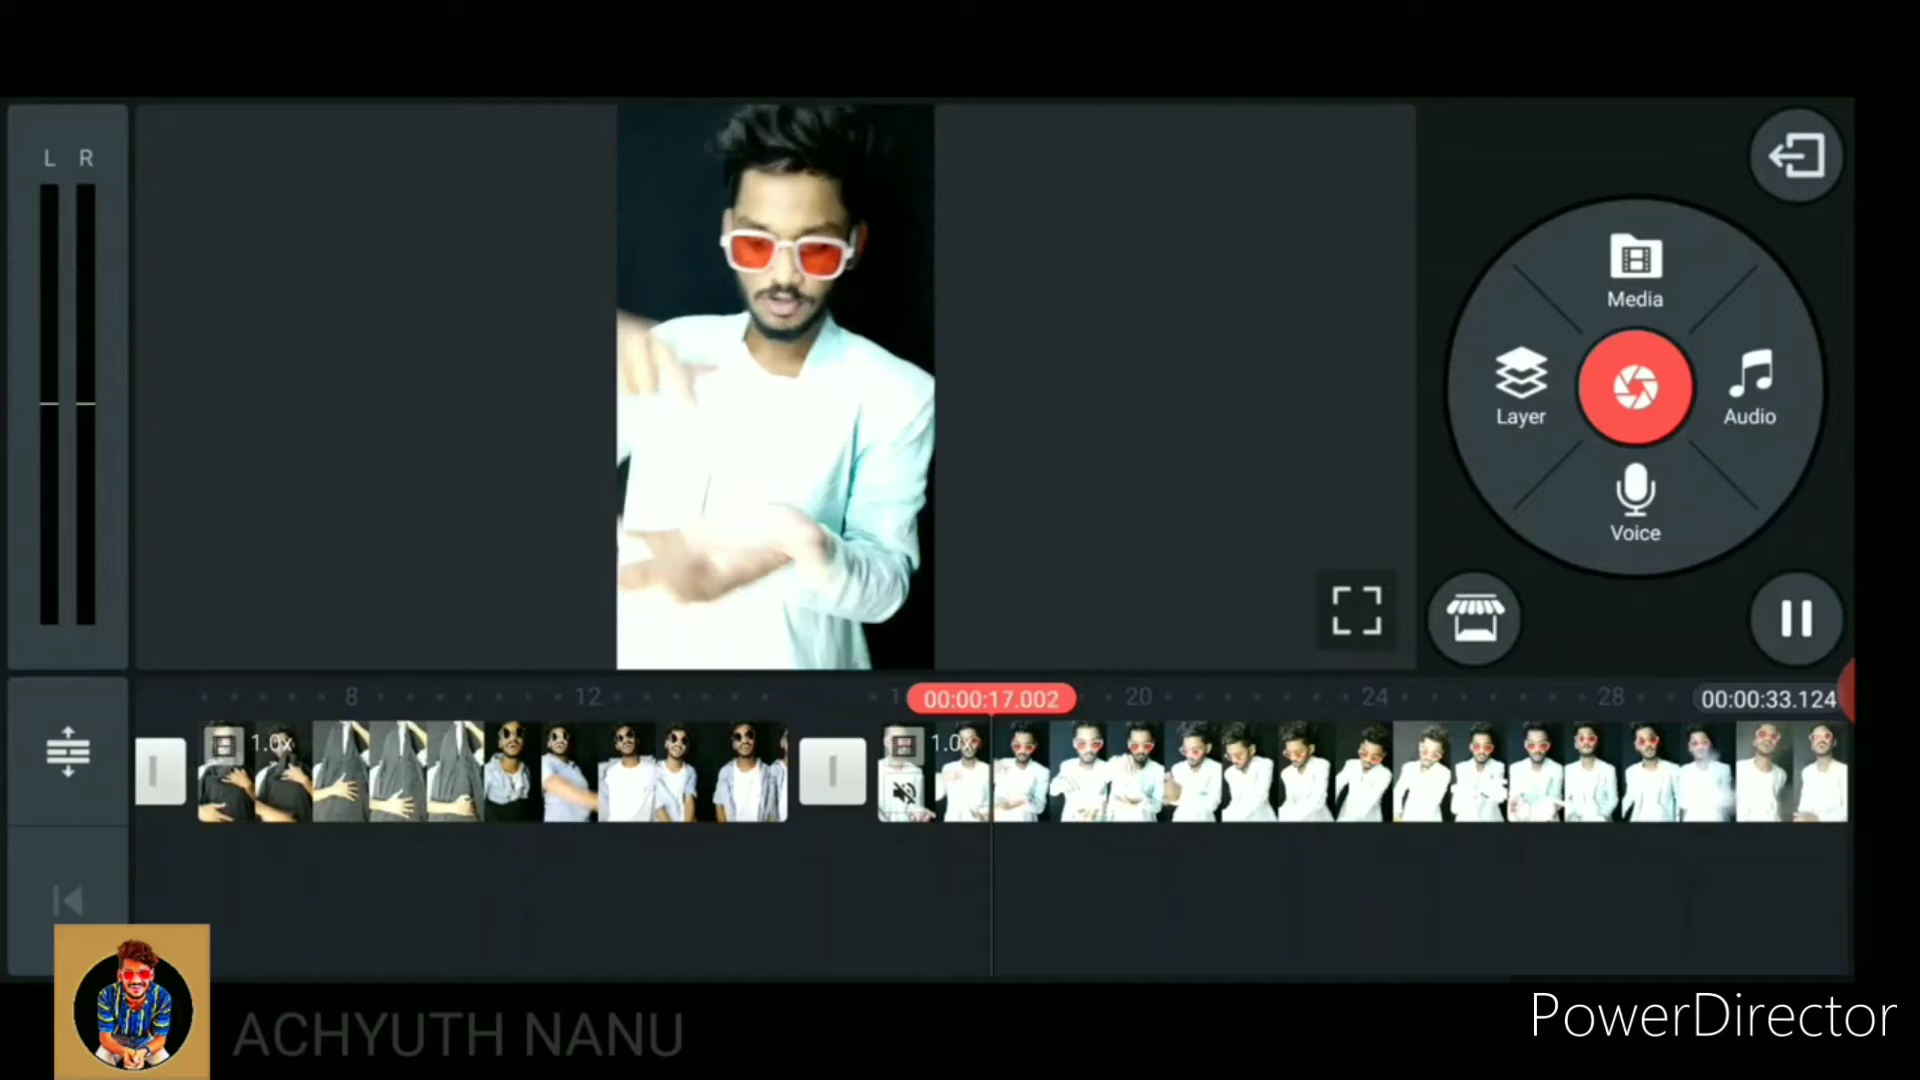 L R
Media
Layer
Audio
Voice
8
12
00:00:17.002
20
24
28
00:00:33.124
1.0x
1.0x
ACHYUTH NANU
PowerDirector